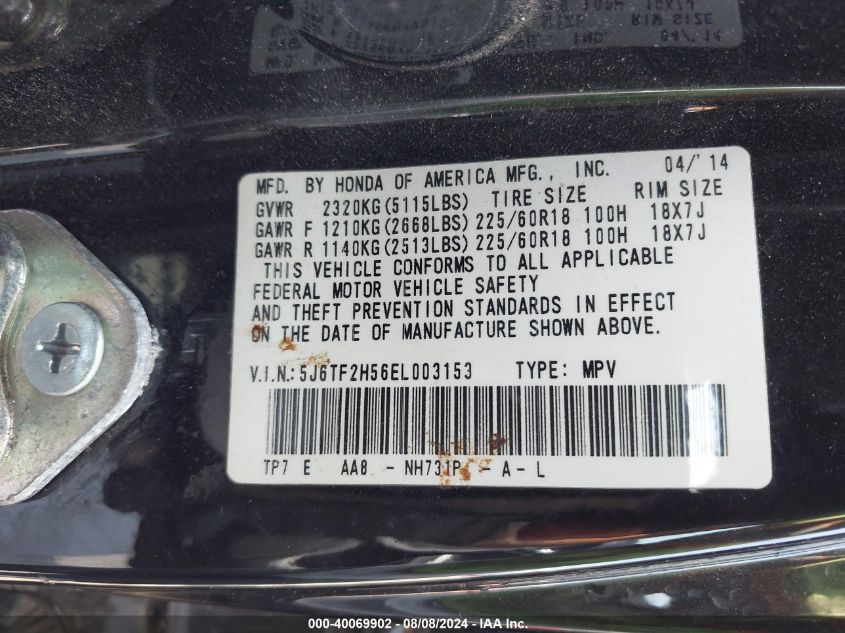 MFD. BY HONDA OF AMERICA MFG., INC. 04/'14
GVWR 2320KG(5115LBS) TIRE SIZE RIM SIZE
GAWR F 1210KG(2668LBS)225/60R18 100H 18X7J
GAWR R 1140KG(2513LBS)225/60R18 100H 18X7J
THIS VEHICLE CONFORMS TO ALL APPLICABLE
FEDERAL MOTOR VEHICLE SAFETY
AND THEFT PREVENTION STANDARDS IN EFFECT
ON THE DATE OF MANUFACTURE SHOWN ABOVE.
V.I.N.:5J6TF2H56EL003153 TYPE: MPV
TP7 E AA8 - NH731P - A - L
000-40069902 - 08/08/2024 - IAA Inc.